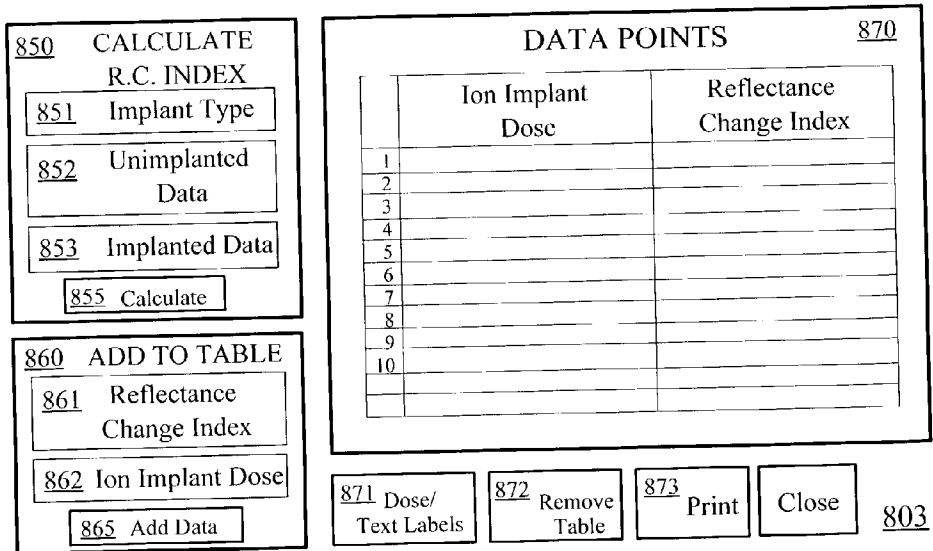 850 CALCULATE
R.C. INDEX
851 Implant Type
852 Unimplanted
Data
853 Implanted Data
855 Calculate
860 ADD TO TABLE
861 Reflectance
Change Index
862 Ion Implant Dose
865 Add Data
DATA POINTS 870
Ion Implant
Dose
Reflectance
Change Index
1
2
3
4
5
6
7
8
9
10
871 Dose/
Text Labels
872 Remove
Table
873 Print
Close
803